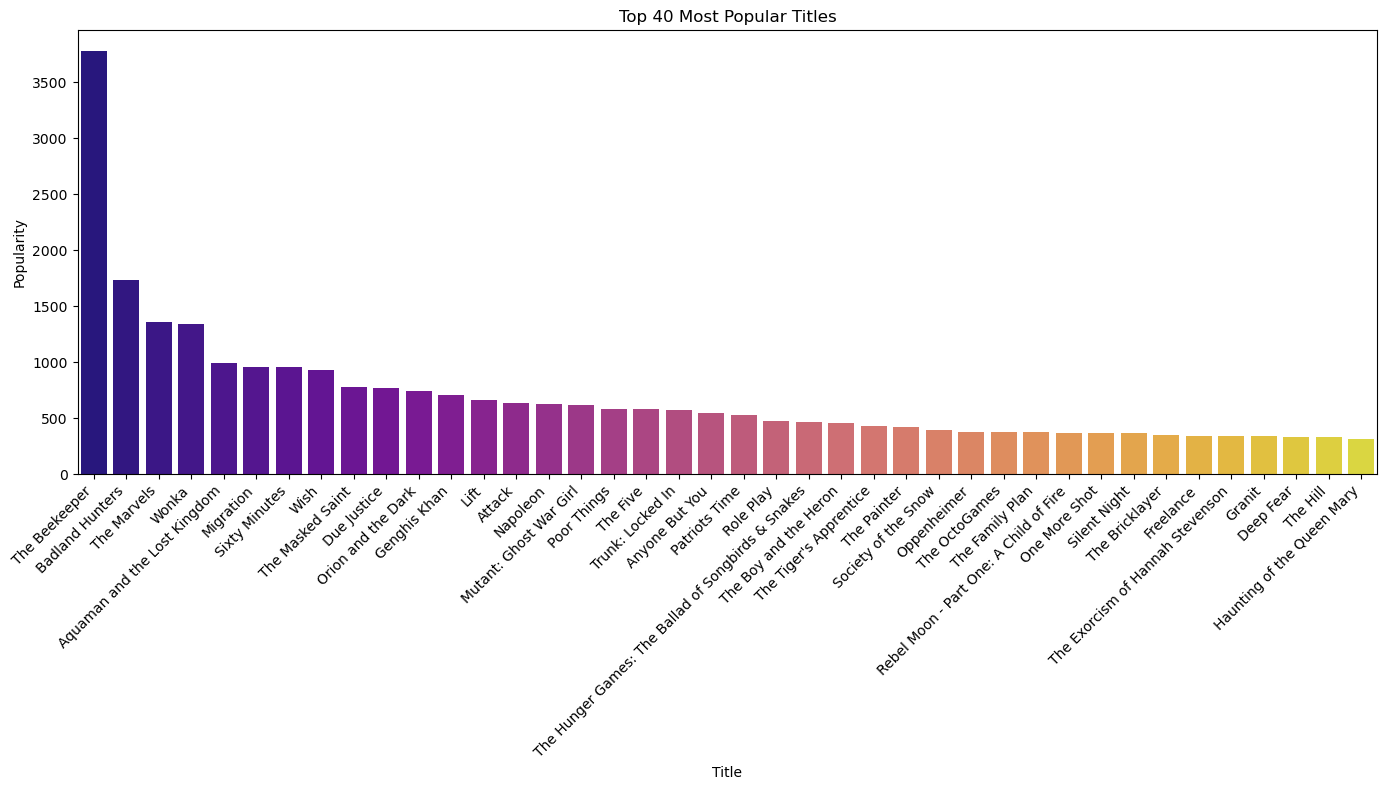 Top 40 Most Popular Titles
Popularity
3500
3000
2500
2000
1500
1000
500
0
The Beekeeper
Badland Hunters
The Marvels
Wonka
Aquaman and the Lost Kingdom
Migration
Sixty Minutes
Wish
The Masked Saint
Due Justice
Orion and the Dark
Genghis Khan
Lift
Attack
Napoleon
Mutant: Ghost War Girl
Poor Things
The Five
Trunk: Locked In
Anyone But You
Patriots Time
Role Play
The Hunger Games: The Ballad of Songbirds & Snakes
The Boy and the Heron
The Tiger's Apprentice
The Painter
Society of the Snow
Oppenheimer
The OctoGames
The Family Plan
Rebel Moon - Part One: A Child of Fire
One More Shot
Silent Night
The Bricklayer
Freelance
The Exorcism of Hannah Stevenson
Granit
Deep Fear
The Hill
Haunting of the Queen Mary
Title